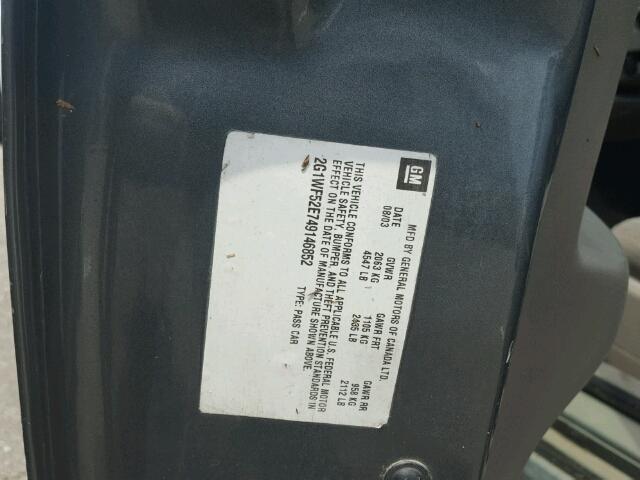 GM
MFD BY GENERAL MOTORS OF CANADA LTD.
DATE GVWR GAWR FRT GAWR RR
08/03 2063 KG 1105 KG 958 KG
4547 LB 2435 LB 2112 LB
THIS VEHICLE CONFORMS TO ALL APPLICABLE U.S. FEDERAL MOTOR
VEHICLE SAFETY, BUMPER, AND THEFT PREVENTION STANDARDS IN
EFFECT ON THE DATE OF MANUFACTURE SHOWN ABOVE.
2G1WF52E749146852 TYPE: PASS CAR